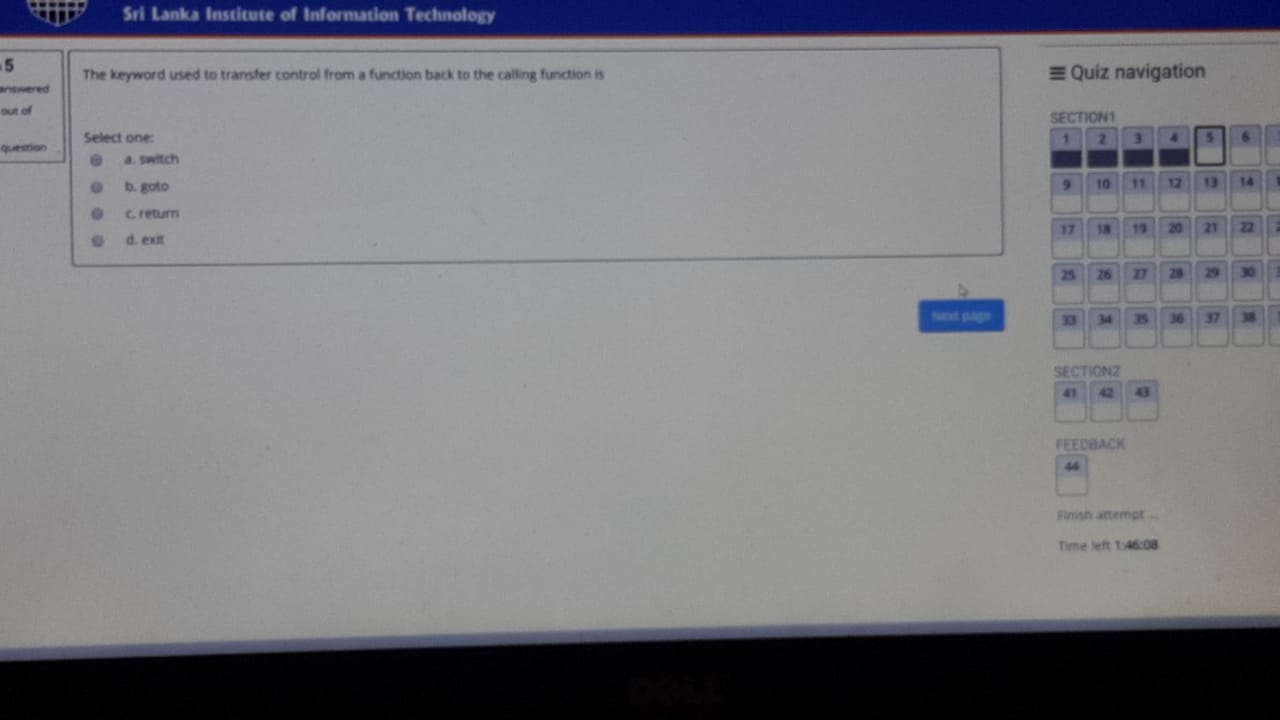 Sri Lanka Institute of Information Technology
5
answered
out of
question
The keyword used to transfer control from a function back to the calling function is
Select one:
a. switch
b. goto
c. return
d. exit
Next page
Quiz navigation
SECTION1
1 2 3 4 5 6
9 10 11 12 13 14
17 18 19 20 21 22
25 26 27 28 29 30
33 34 35 36 37 38
SECTION2
41 42 43
FEEDBACK
44
Finish attempt ...
Time left 1:46:08
DELL